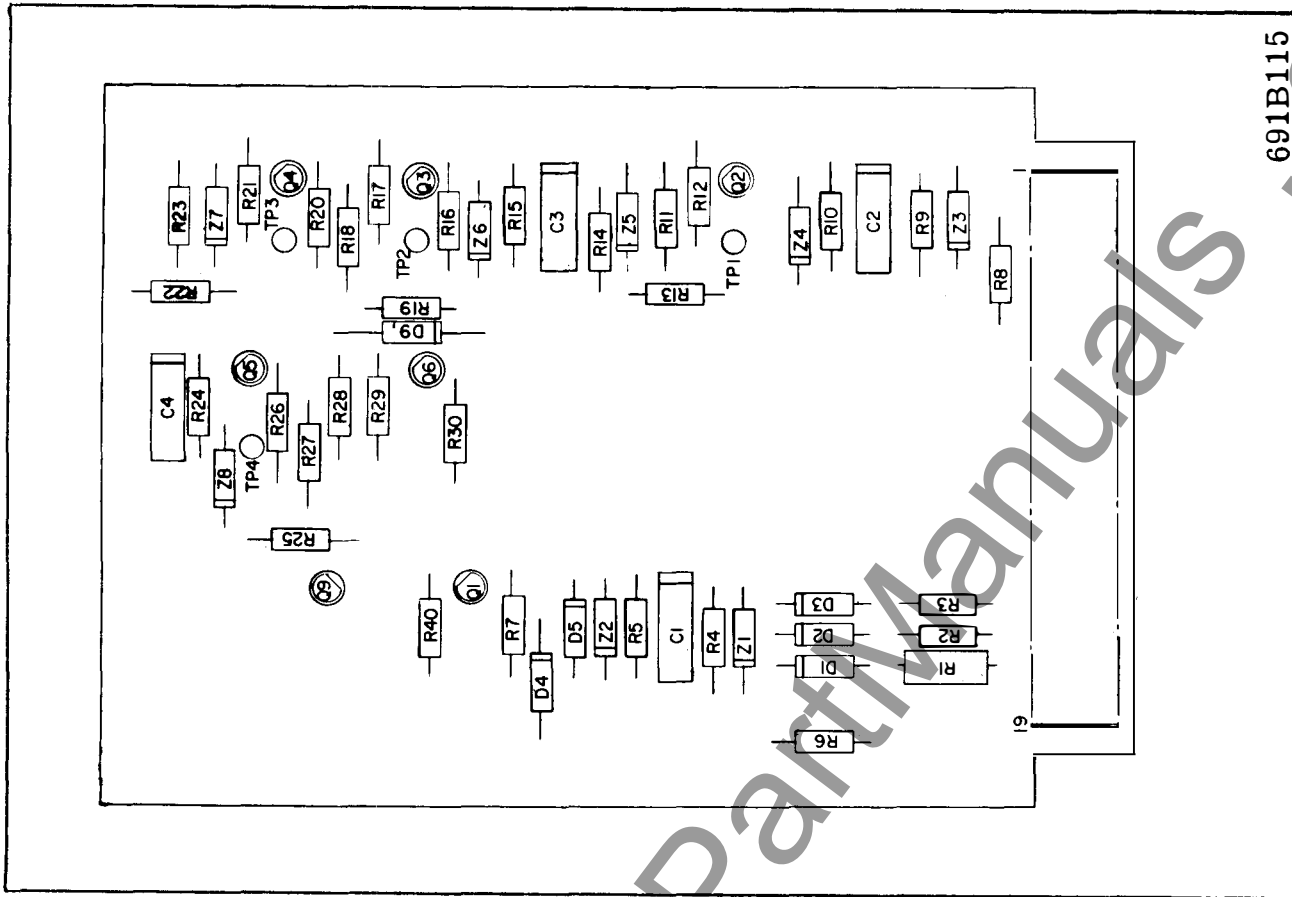 691B115
R23
Z7
R21
Q4
TP3
R20
R18
R17
Q3
TP2
R16
Z6
R15
C3
R14
Z5
R11
R12
Q2
TP1
Z4
R10
C2
R9
Z3
R8
1
R22
R19
D9,
R13
C4
R24
Q5
Z8
TP4
R26
R27
R28
R29
Q6
R30
R25
Q9
R40
Q1
R7
D4
D5
Z2
R5
C1
R4
Z1
D3
D2
D1
R3
R2
R1
R6
19
PartManuals